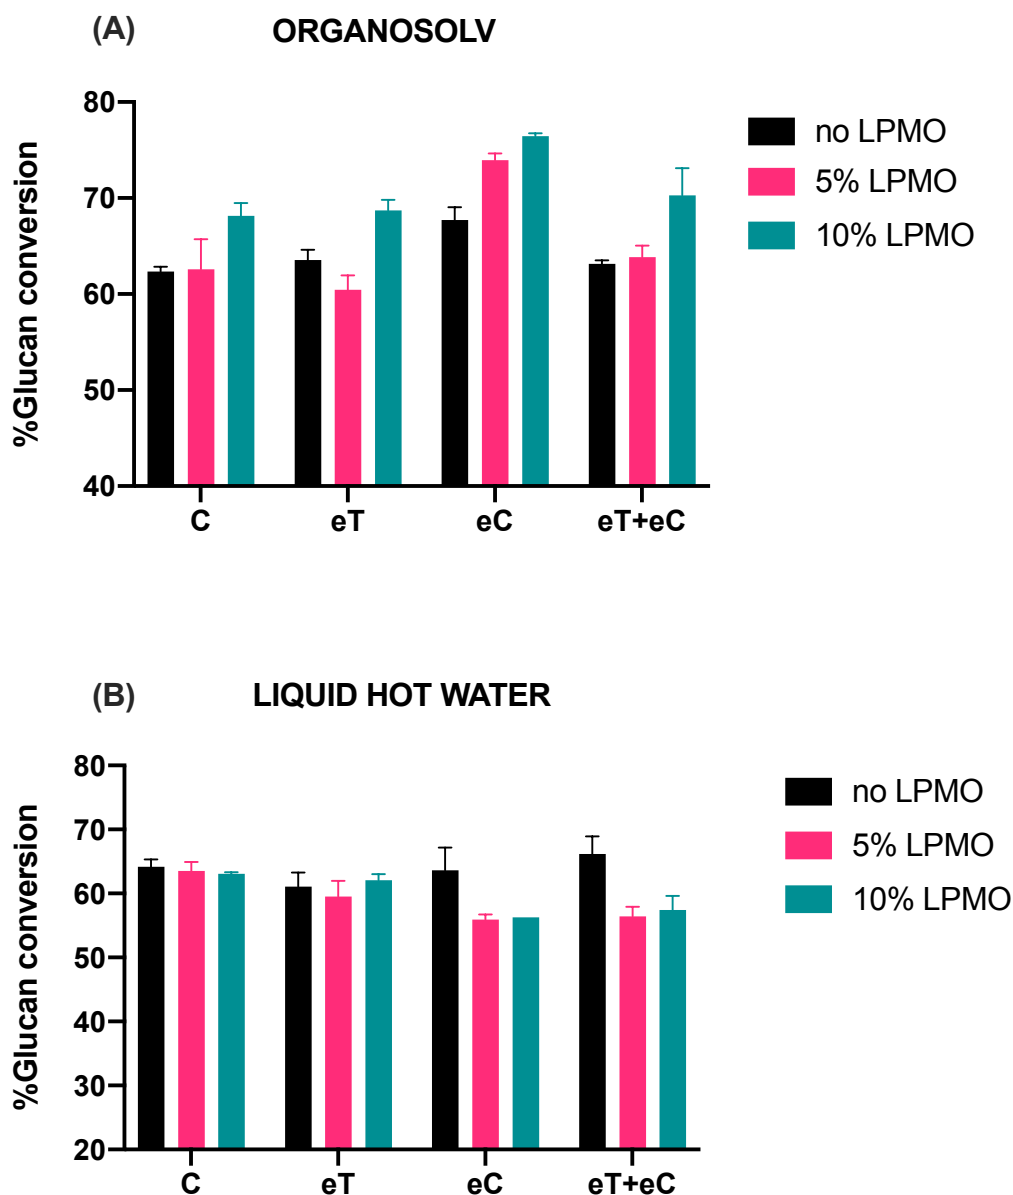 (A)
ORGANOSOLV
%Glucan conversion
80
70
60
50
40
C
eT
eC
eT+eC
no LPMO
5% LPMO
10% LPMO
(B)
LIQUID HOT WATER
%Glucan conversion
80
70
60
50
40
30
20
C
eT
eC
eT+eC
no LPMO
5% LPMO
10% LPMO